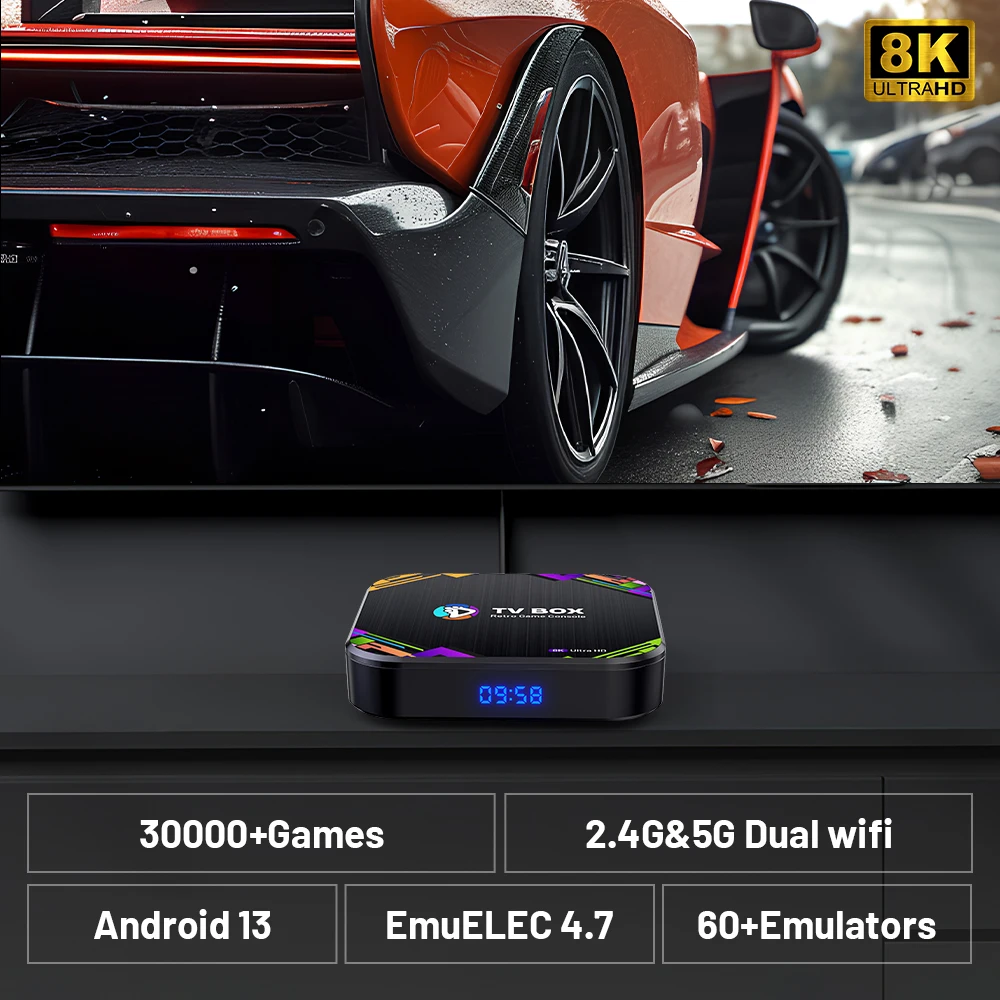 8K
ULTRAHD
TV BOX
Retro Game Console
8K Ultra HD
09:58
30000+Games
2.4G&5G Dual wifi
Android 13
EmuELEC 4.7
60+Emulators